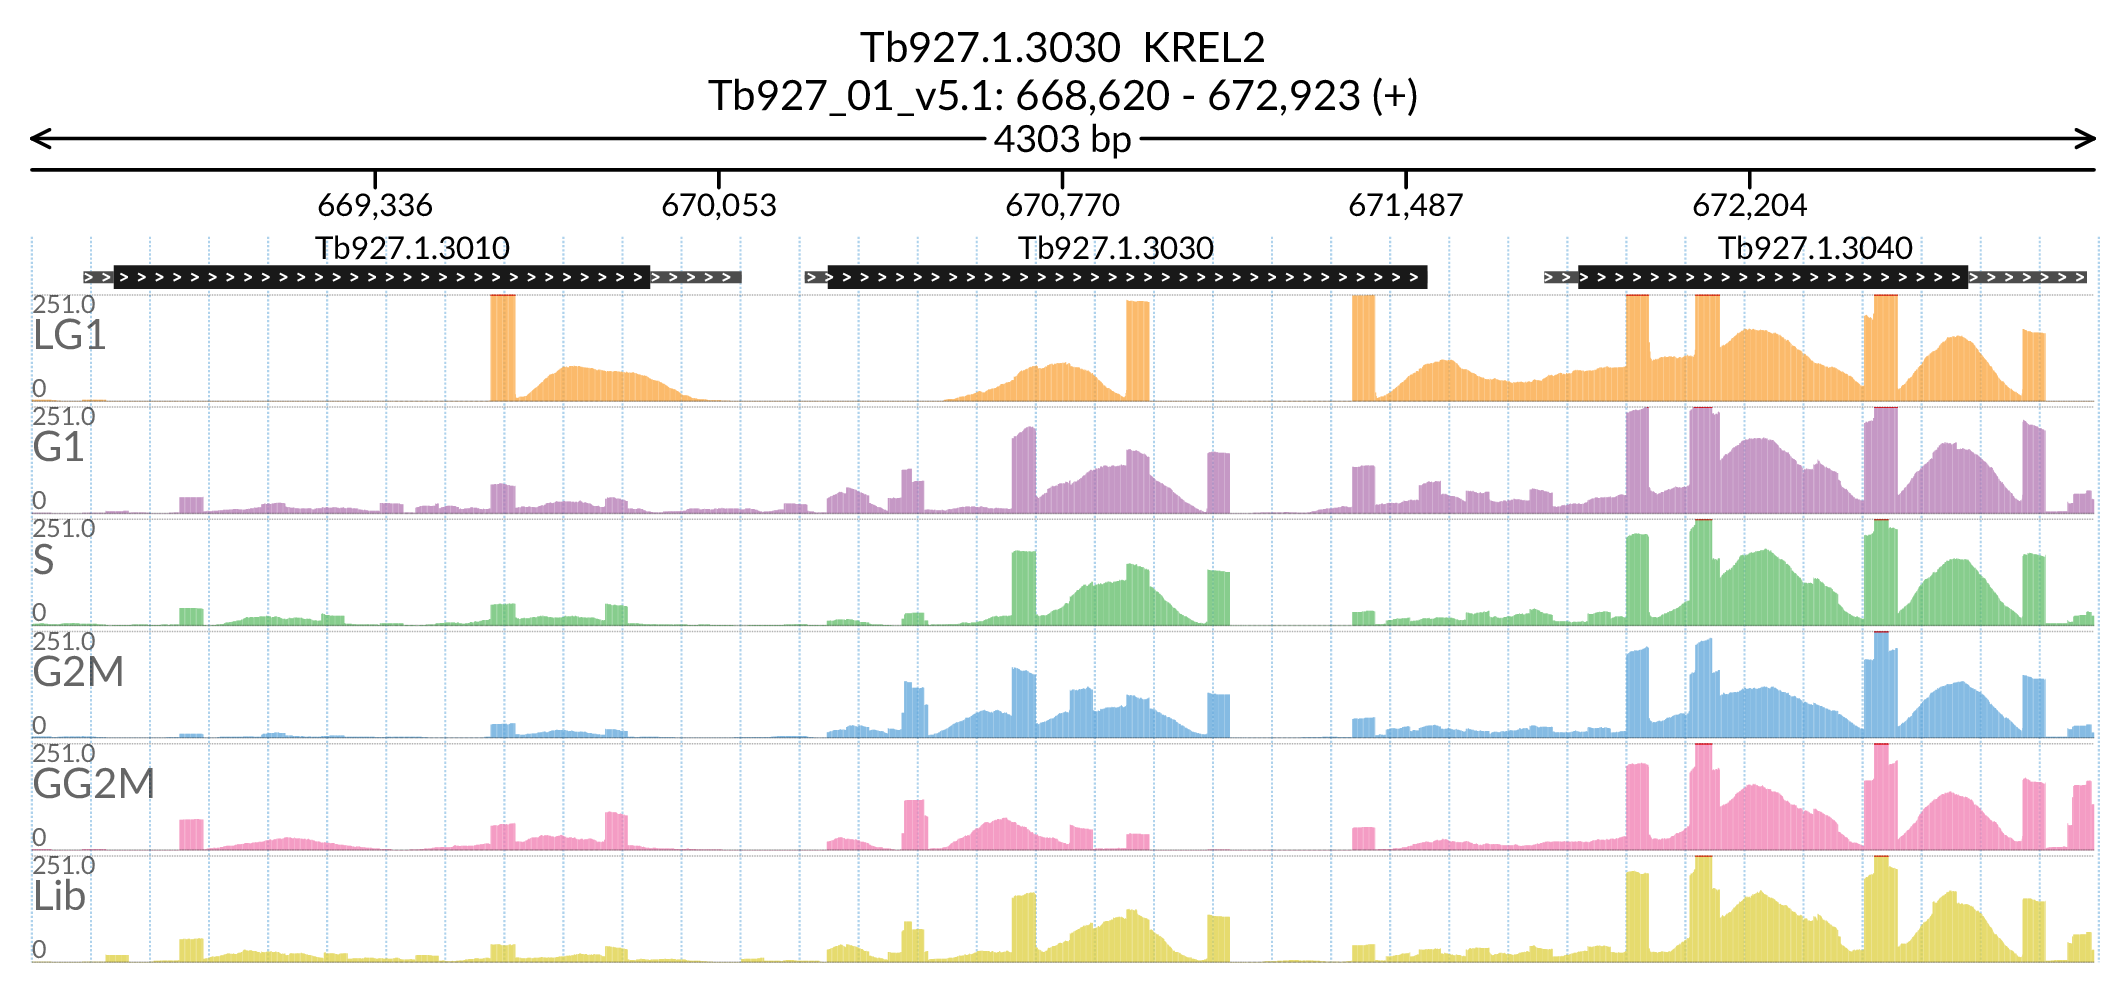 Tb927.1.3030 KREL2
Tb927_01_v5.1: 668,620 - 672,923 (+)
4303 bp
669,336 670,053 670,770 671,487 672,204
Tb927.1.3010 Tb927.1.3030 Tb927.1.3040
251.0
LG1
0
251.0
G1
0
251.0
S
0
251.0
G2M
0
251.0
GG2M
0
251.0
Lib
0